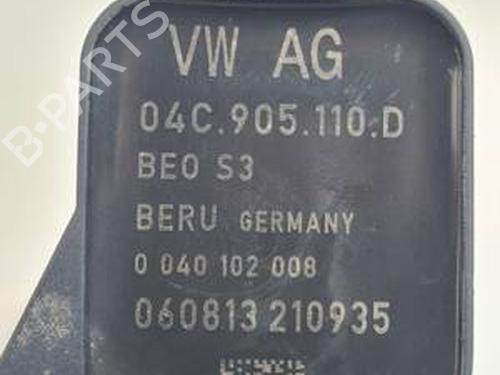 B-PARTS
VW AG
04C.905.110.D
BEO S3
BERU GERMANY
0 040 102 008
060813 210935